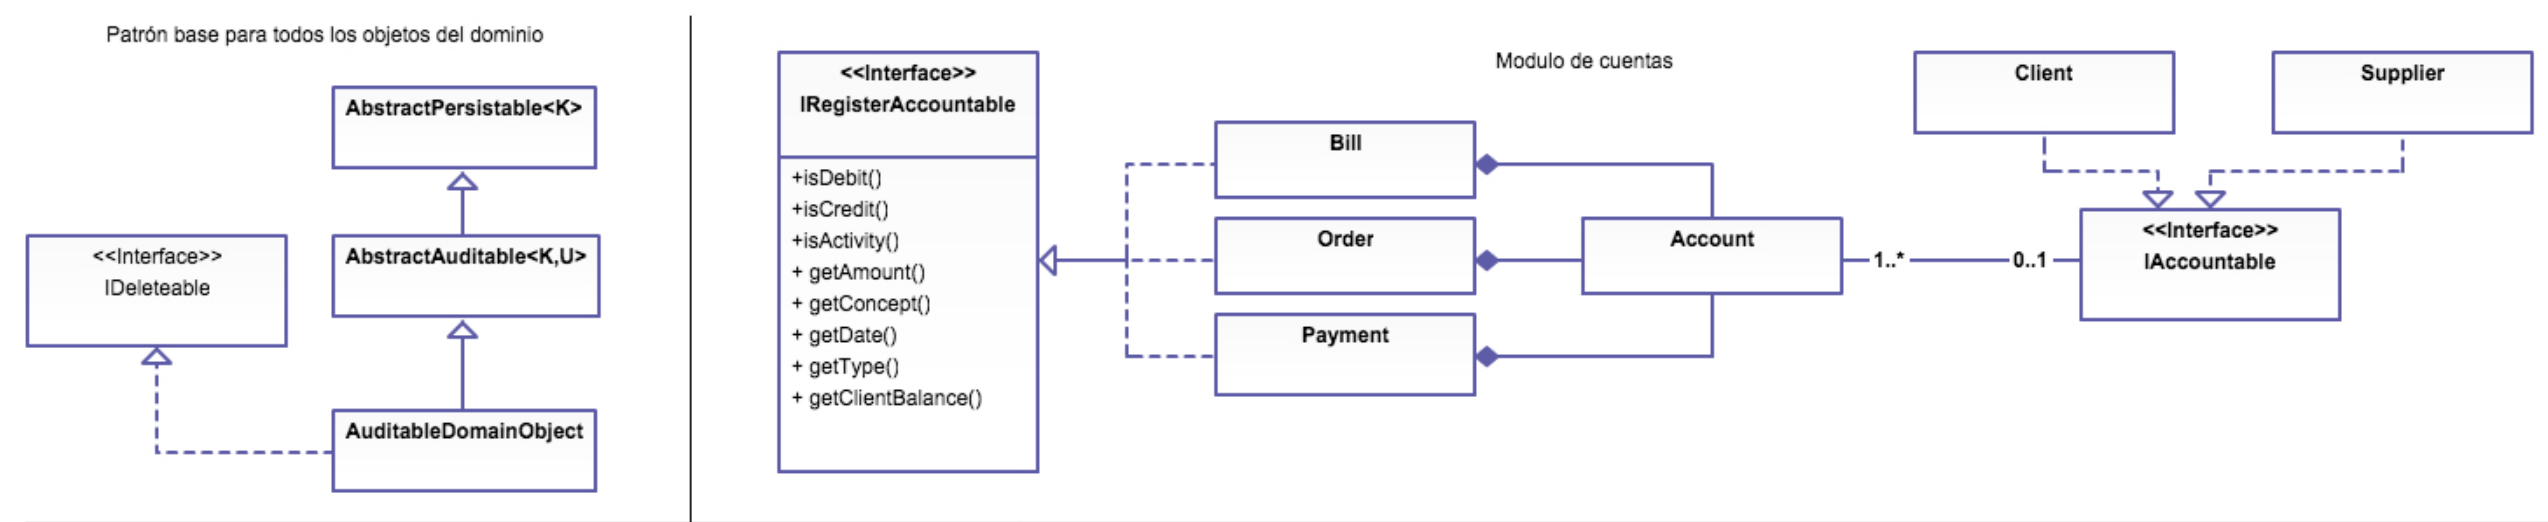 Patrón base para todos los objetos del dominio
AbstractPersistable<K>
<<Interface>>
IDeleteable
AbstractAuditable<K,U>
AuditableDomainObject
Modulo de cuentas
<<Interface>>
IRegisterAccountable
+isDebit()
+isCredit()
+isActivity()
+ getAmount()
+ getConcept()
+ getDate()
+ getType()
+ getClientBalance()
Bill
Order
Payment
Account
1..*
0..1
Client
Supplier
<<Interface>>
IAccountable